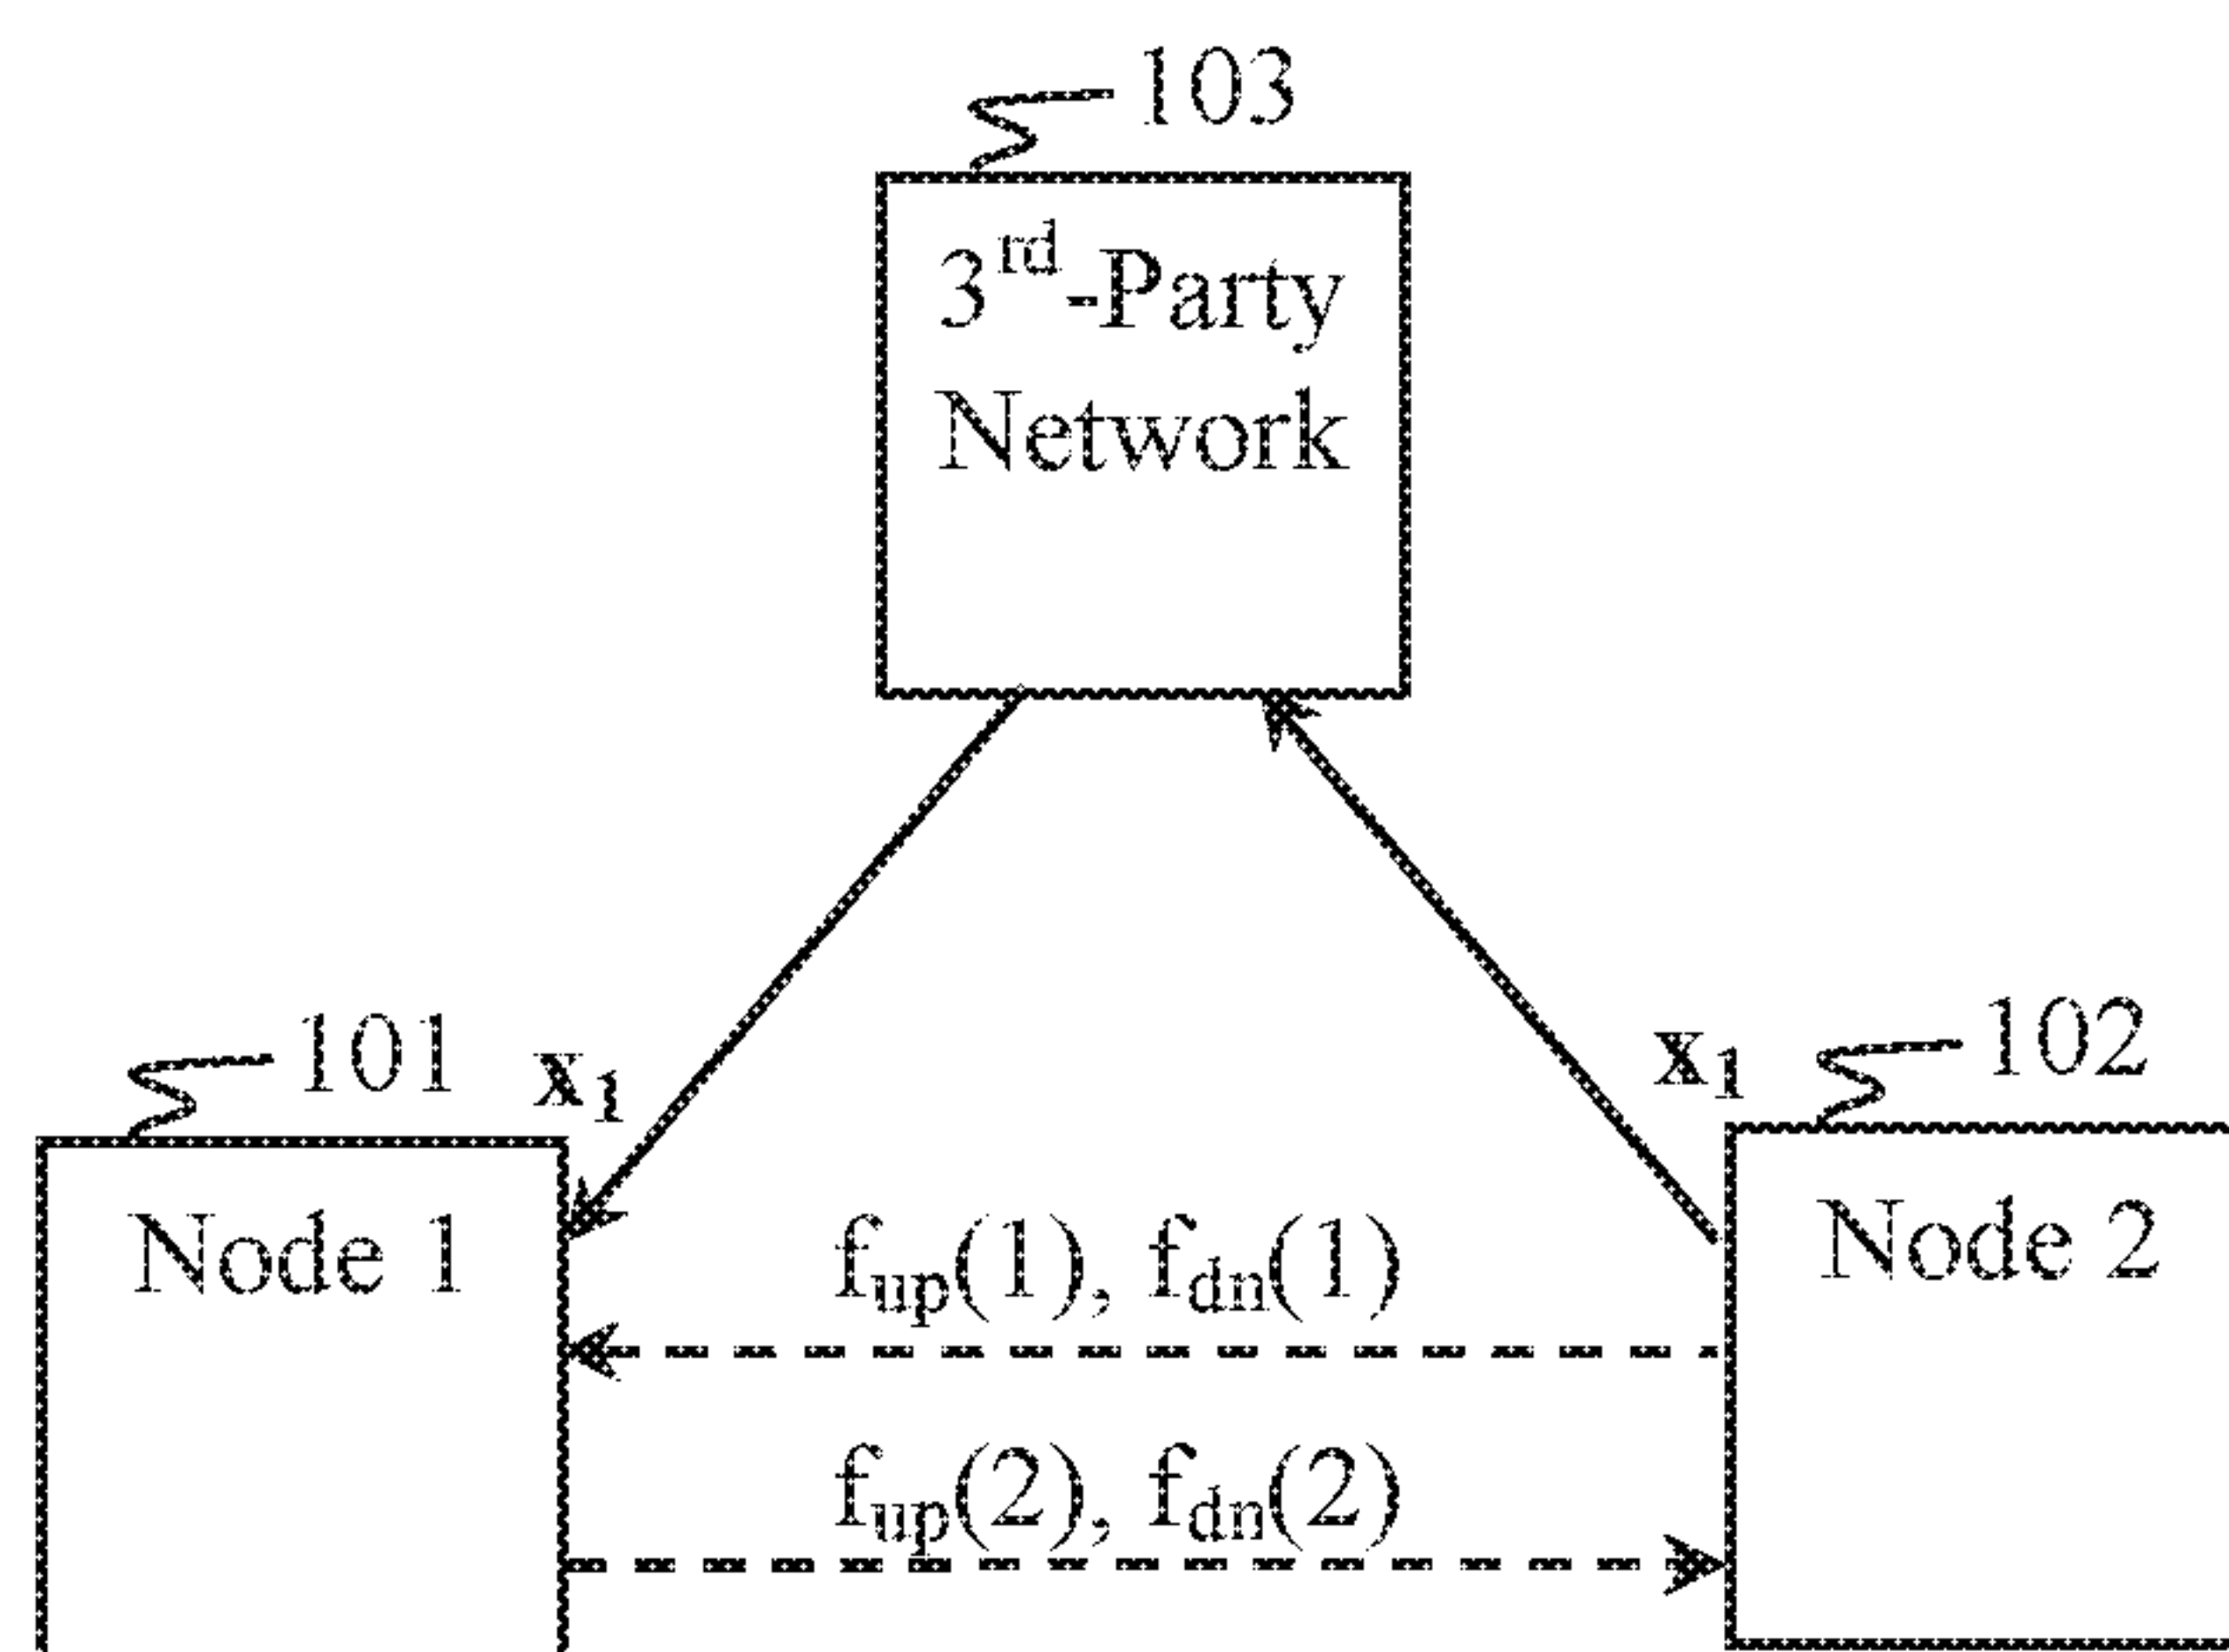 103
3rd-Party
Network
101
x1
x1
102
Node 1
fup(1), fdn(1)
Node 2
fup(2), fdn(2)